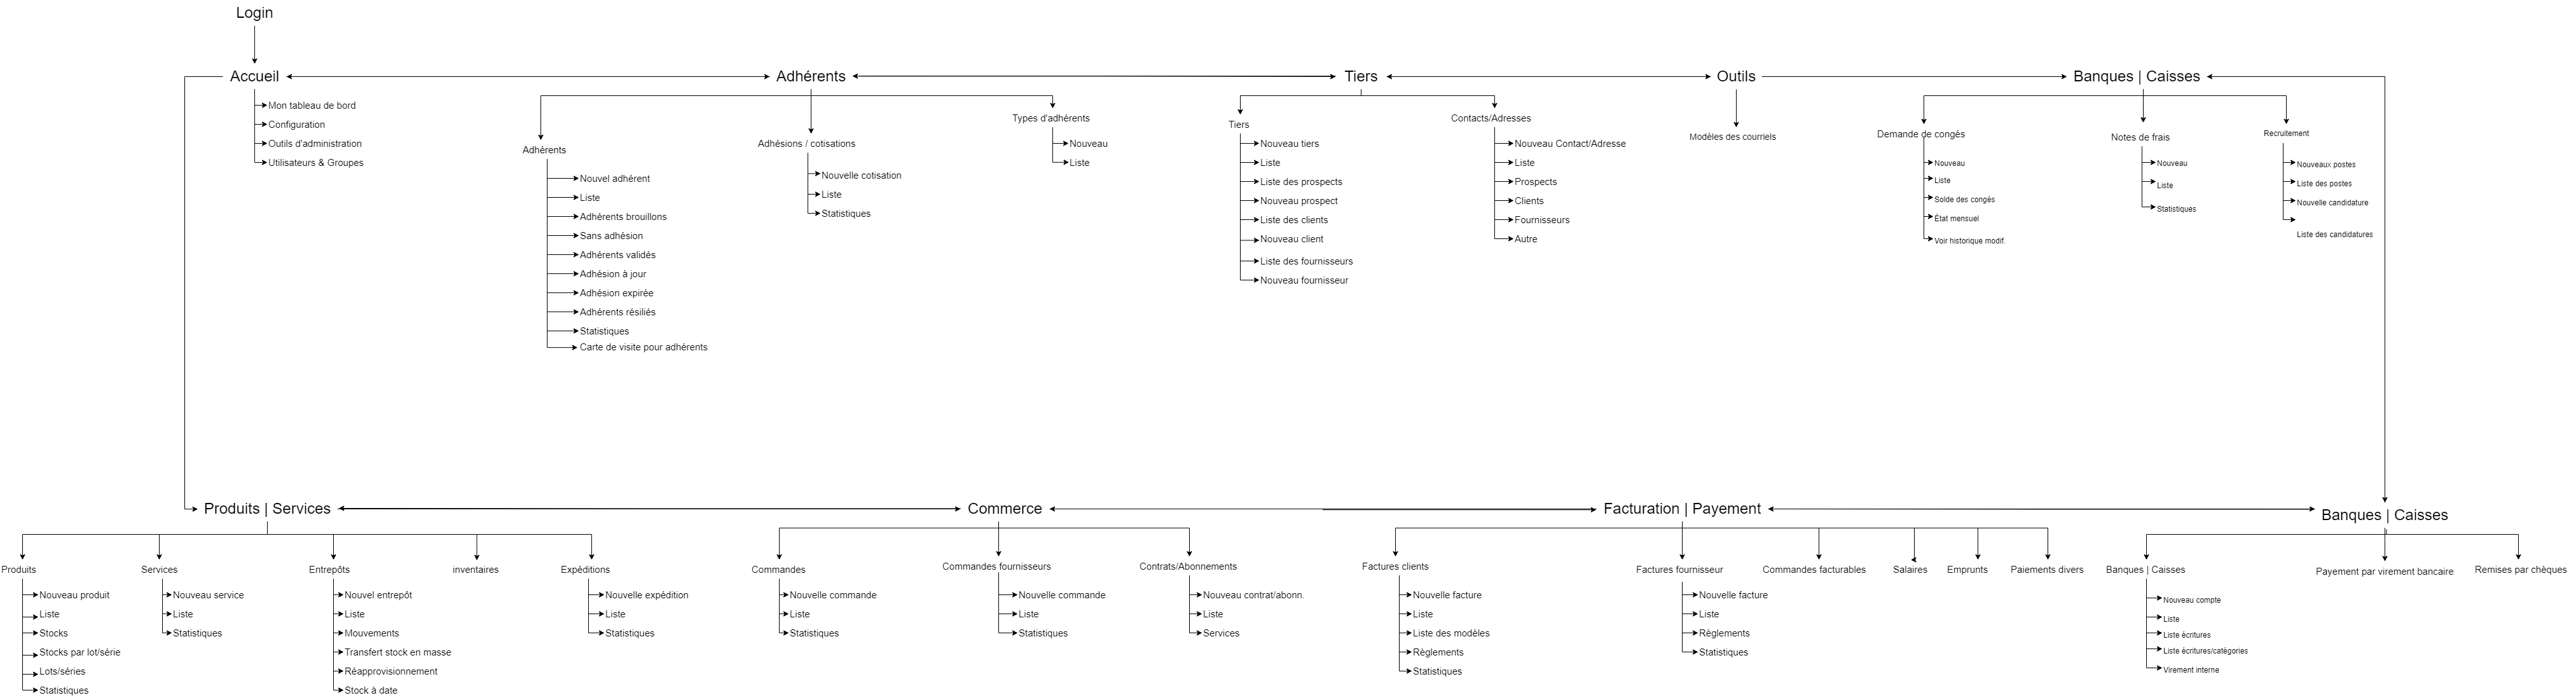 Login
Accueil
Adhérents
Tiers
Outils
Banques | Caisses
Mon tableau de bord
Configuration
Outils d'administration
Utilisateurs & Groupes
Adhérents
Nouvel adhérent
Liste
Adhérents brouillons
Sans adhésion
Adhérents validés
Adhésion à jour
Adhésion expirée
Adhérents résiliés
Statistiques
Carte de visite pour adhérents
Adhésions / cotisations
Nouvelle cotisation
Liste
Statistiques
Types d'adhérents
Nouveau
Liste
Tiers
Nouveau tiers
Liste
Liste des prospects
Nouveau prospect
Liste des clients
Nouveau client
Liste des fournisseurs
Nouveau fournisseur
Contacts/Adresses
Nouveau Contact/Adresse
Liste
Prospects
Clients
Fournisseurs
Autre
Modèles des courriels
Demande de congés
Nouveau
Liste
Solde des congés
État mensuel
Voir historique modif.
Notes de frais
Nouveau
Liste
Statistiques
Recruitement
Nouveaux postes
Liste des postes
Nouvelle candidature
Liste des candidatures
Produits | Services
Commerce
Facturation | Payement
Banques | Caisses
Produits
Nouveau produit
Liste
Stocks
Stocks par lot/série
Lots/séries
Statistiques
Services
Nouveau service
Liste
Statistiques
Entrepôts
Nouvel entrepôt
Liste
Mouvements
Transfert stock en masse
Réapprovisionnement
Stock à date
inventaires
Expéditions
Nouvelle expédition
Liste
Statistiques
Commandes
Nouvelle commande
Liste
Statistiques
Commandes fournisseurs
Nouvelle commande
Liste
Statistiques
Contrats/Abonnements
Nouveau contrat/abonn.
Liste
Services
Factures clients
Nouvelle facture
Liste
Liste des modèles
Règlements
Statistiques
Factures fournisseur
Nouvelle facture
Liste
Règlements
Statistiques
Commandes facturables
Salaires
Emprunts
Paiements divers
Banques | Caisses
Nouveau compte
Liste
Liste écritures
Liste écritures/catégories
Virement interne
Payement par virement bancaire
Remises par chèques